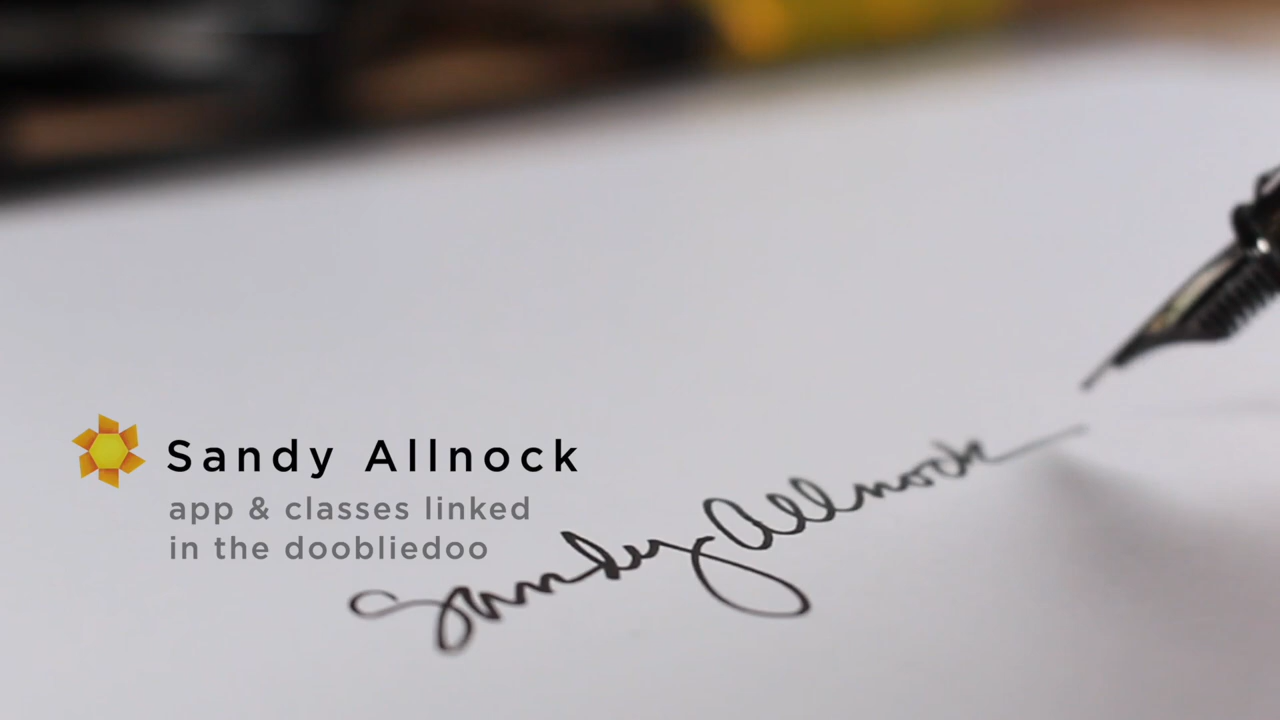 Sandy Allnock
app & classes linked
in the doobliedoo
Sandy Allnock